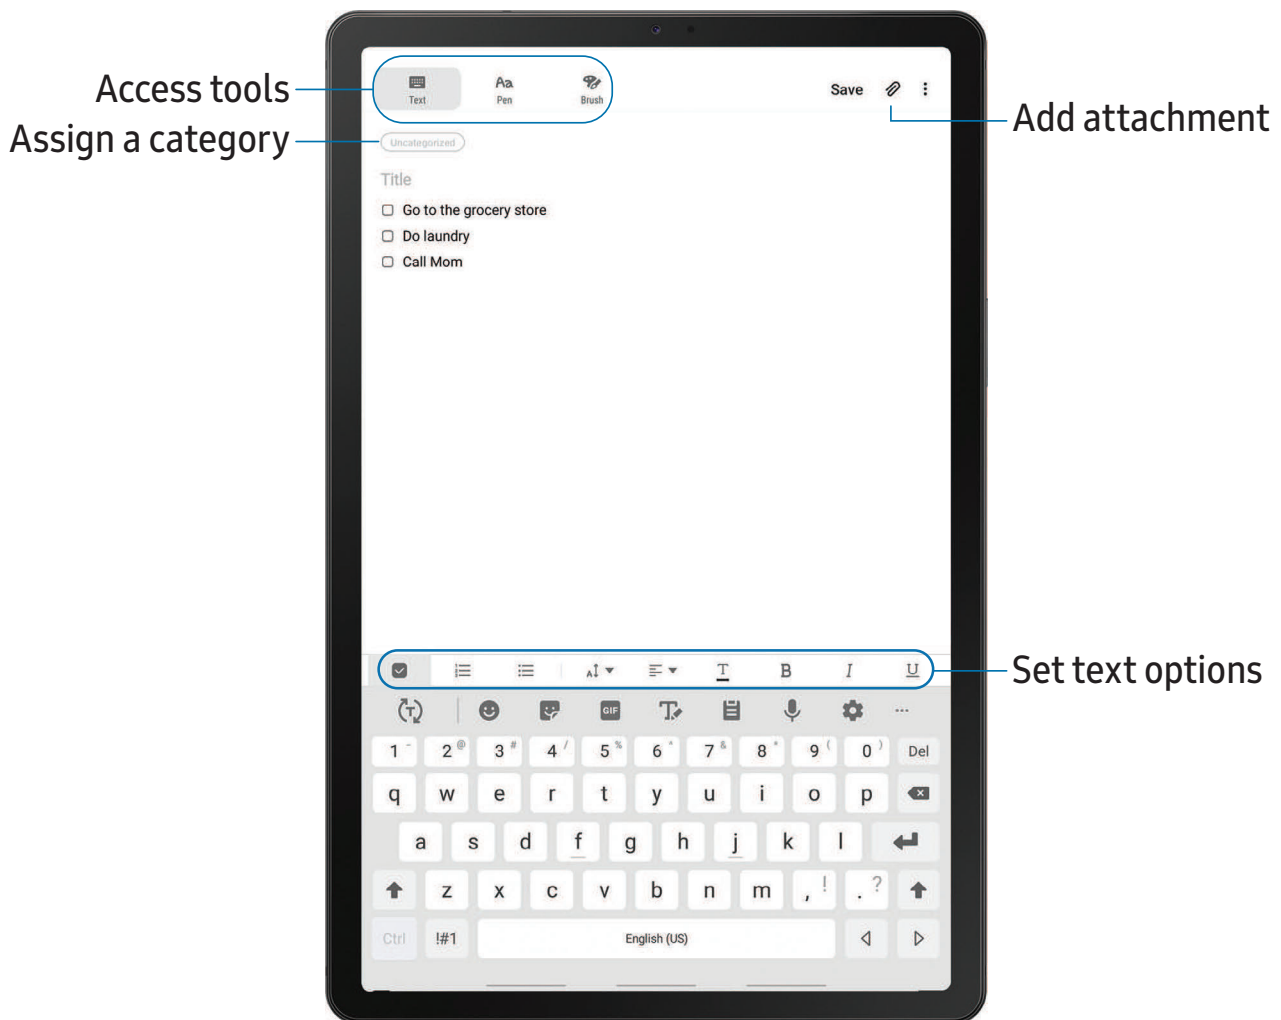 Access tools
Assign a category
Text
Aa
Pen
Brush
Save
Add attachment
Uncategorized
Title
Go to the grocery store
Do laundry
Call Mom
A T B I U
Set text options
T GIF T
1 - 2 @ 3 # 4 / 5 % 6 ^ 7 & 8 * 9 ( 0 ) Del
q w e r t y u i o p
a s d f g h j k l
z x c v b n m , ! . ?
Ctrl !#1 English (US)